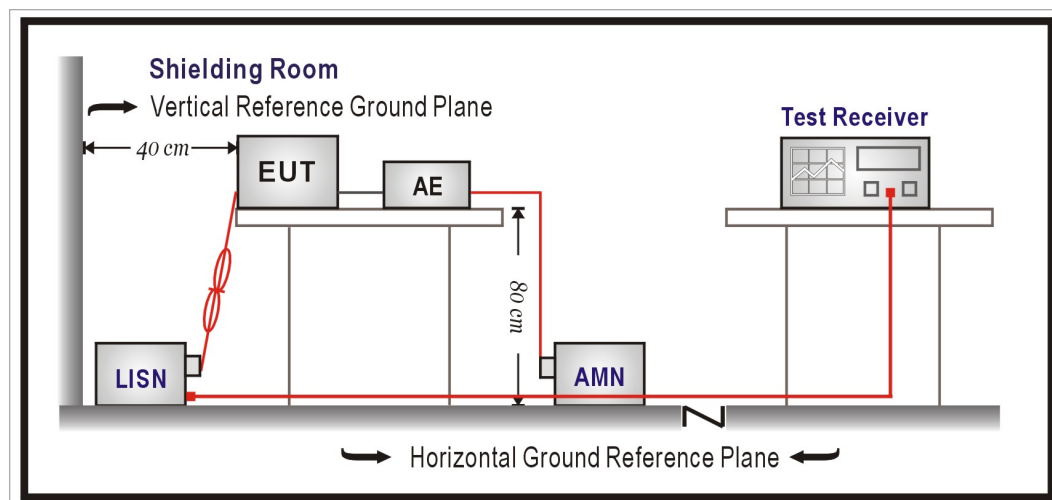 Shielding Room
Vertical Reference Ground Plane
Test Receiver
40 cm
EUT
AE
80 cm
LISN
AMN
N
Horizontal Ground Reference Plane